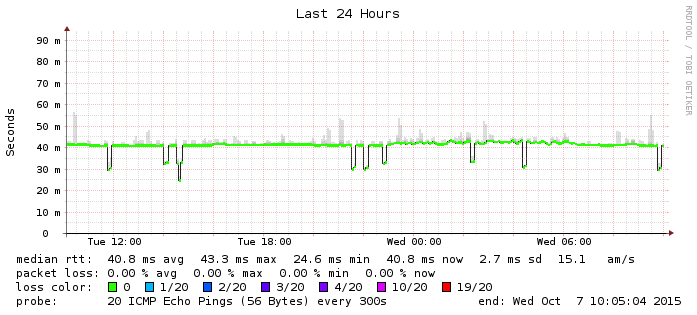 Last 24 Hours
RRDTOOL / TOBI OETIKER
Seconds
90 m
80 m
70 m
60 m
50 m
40 m
30 m
20 m
10 m
0
Tue 12:00 Tue 18:00 Wed 00:00 Wed 06:00
median rtt: 40.8 ms avg 43.3 ms max 24.6 ms min 40.8 ms now 2.7 ms sd 15.1 am/s
packet loss: 0.00 % avg 0.00 % max 0.00 % min 0.00 % now
loss color: 0 1/20 2/20 3/20 4/20 10/20 19/20
probe: 20 ICMP Echo Pings (56 Bytes) every 300s end: Wed Oct 7 10:05:04 2015